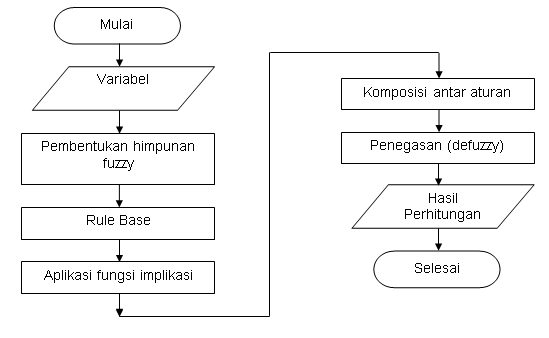 Mulai
Variabel
Pembentukan himpunan
fuzzy
Rule Base
Aplikasi fungsi implikasi
Komposisi antar aturan
Penegasan (defuzzy)
Hasil
Perhitungan
Selesai